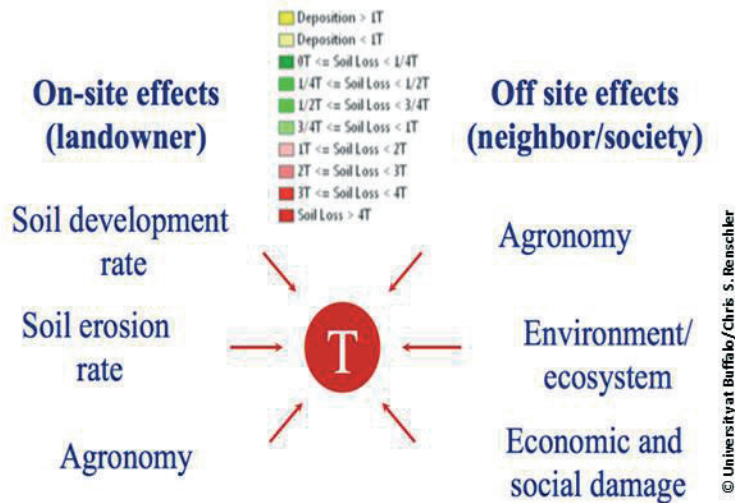 Deposition > 1T
Deposition < 1T
0T <= Soil Loss < 1/4T
1/4T <= Soil Loss < 1/2T
1/2T <= Soil Loss < 3/4T
3/4T <= Soil Loss < 1T
1T <= Soil Loss < 2T
2T <= Soil Loss < 3T
3T <= Soil Loss < 4T
Soil Loss > 4T
On-site effects
(landowner)
Soil development
rate
Soil erosion
rate
Agronomy
T
Off site effects
(neighbor/society)
Agronomy
Environment/
ecosystem
Economic and
social damage
© University at Buffalo/Chris S. Renschler